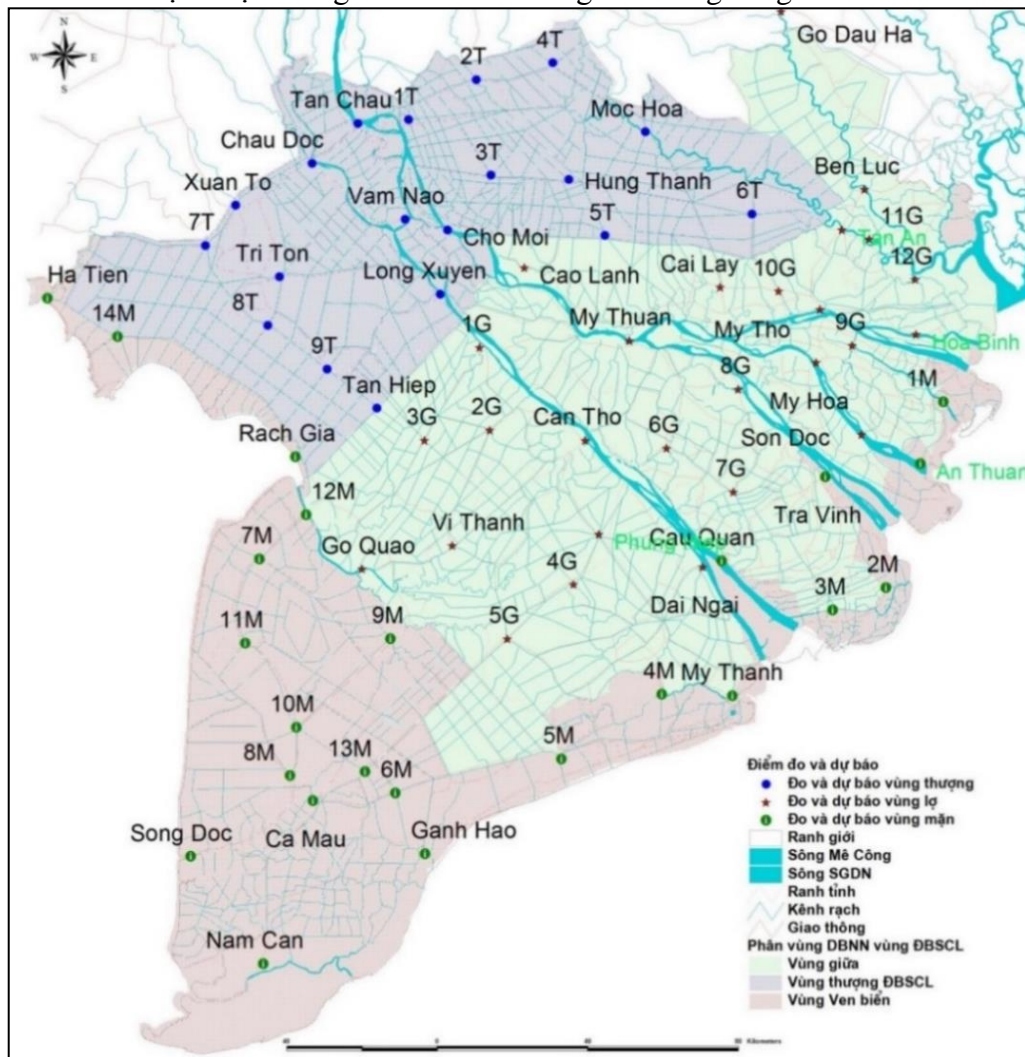 N
W
E
S
Go Dau Ha
4T
2T
Tan Chau
1T
Moc Hoa
Chau Doc
Ben Luc
3T
Xuan To
Hung Thanh
6T
Vam Nao
5T
11G
7T
Cho Moi
Tan An
Tri Ton
12G
Ha Tien
Long Xuyen
Cao Lanh
Cai Lay
10G
8T
14M
1G
My Thuan
My Tho
9G
Hoa Binh
9T
8G
1M
Tan Hiep
My Hoa
3G
2G
Can Tho
6G
Rach Gia
Son Doc
7G
An Thuan
12M
Vi Thanh
Tra Vinh
7M
Go Quao
Cau Quan
4G
2M
3M
Dai Ngai
11M
9M
5G
4M
My Thanh
10M
8M
13M
6M
5M
Song Doc
Ca Mau
Ganh Hao
Nam Can
Điểm đo và dự báo
Đo và dự báo vùng thượng
Đo và dự báo vùng lợ
Đo và dự báo vùng mặn
Ranh giới
Sông Mê Công
Sông SGDN
Ranh tỉnh
Kênh rạch
Giao thông
Phân vùng DBNN vùng ĐBSCL
Vùng giữa
Vùng thượng ĐBSCL
Vùng Ven biển
40
0
40
80 Kilometers